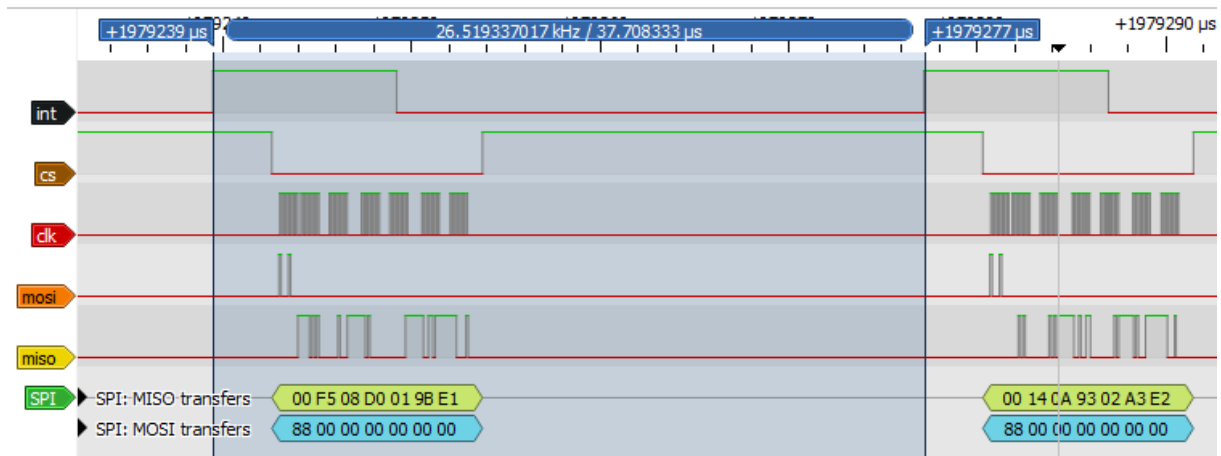 +1979239 µs 26.519337017 kHz / 37.708333 µs +1979277 µs +1979290 µs
int
cs
clk
mosi
miso
SPI SPI: MISO transfers 00 F5 08 D0 01 9B E1 00 14 0A 93 02 A3 E2
SPI: MOSI transfers 88 00 00 00 00 00 00 88 00 00 00 00 00 00